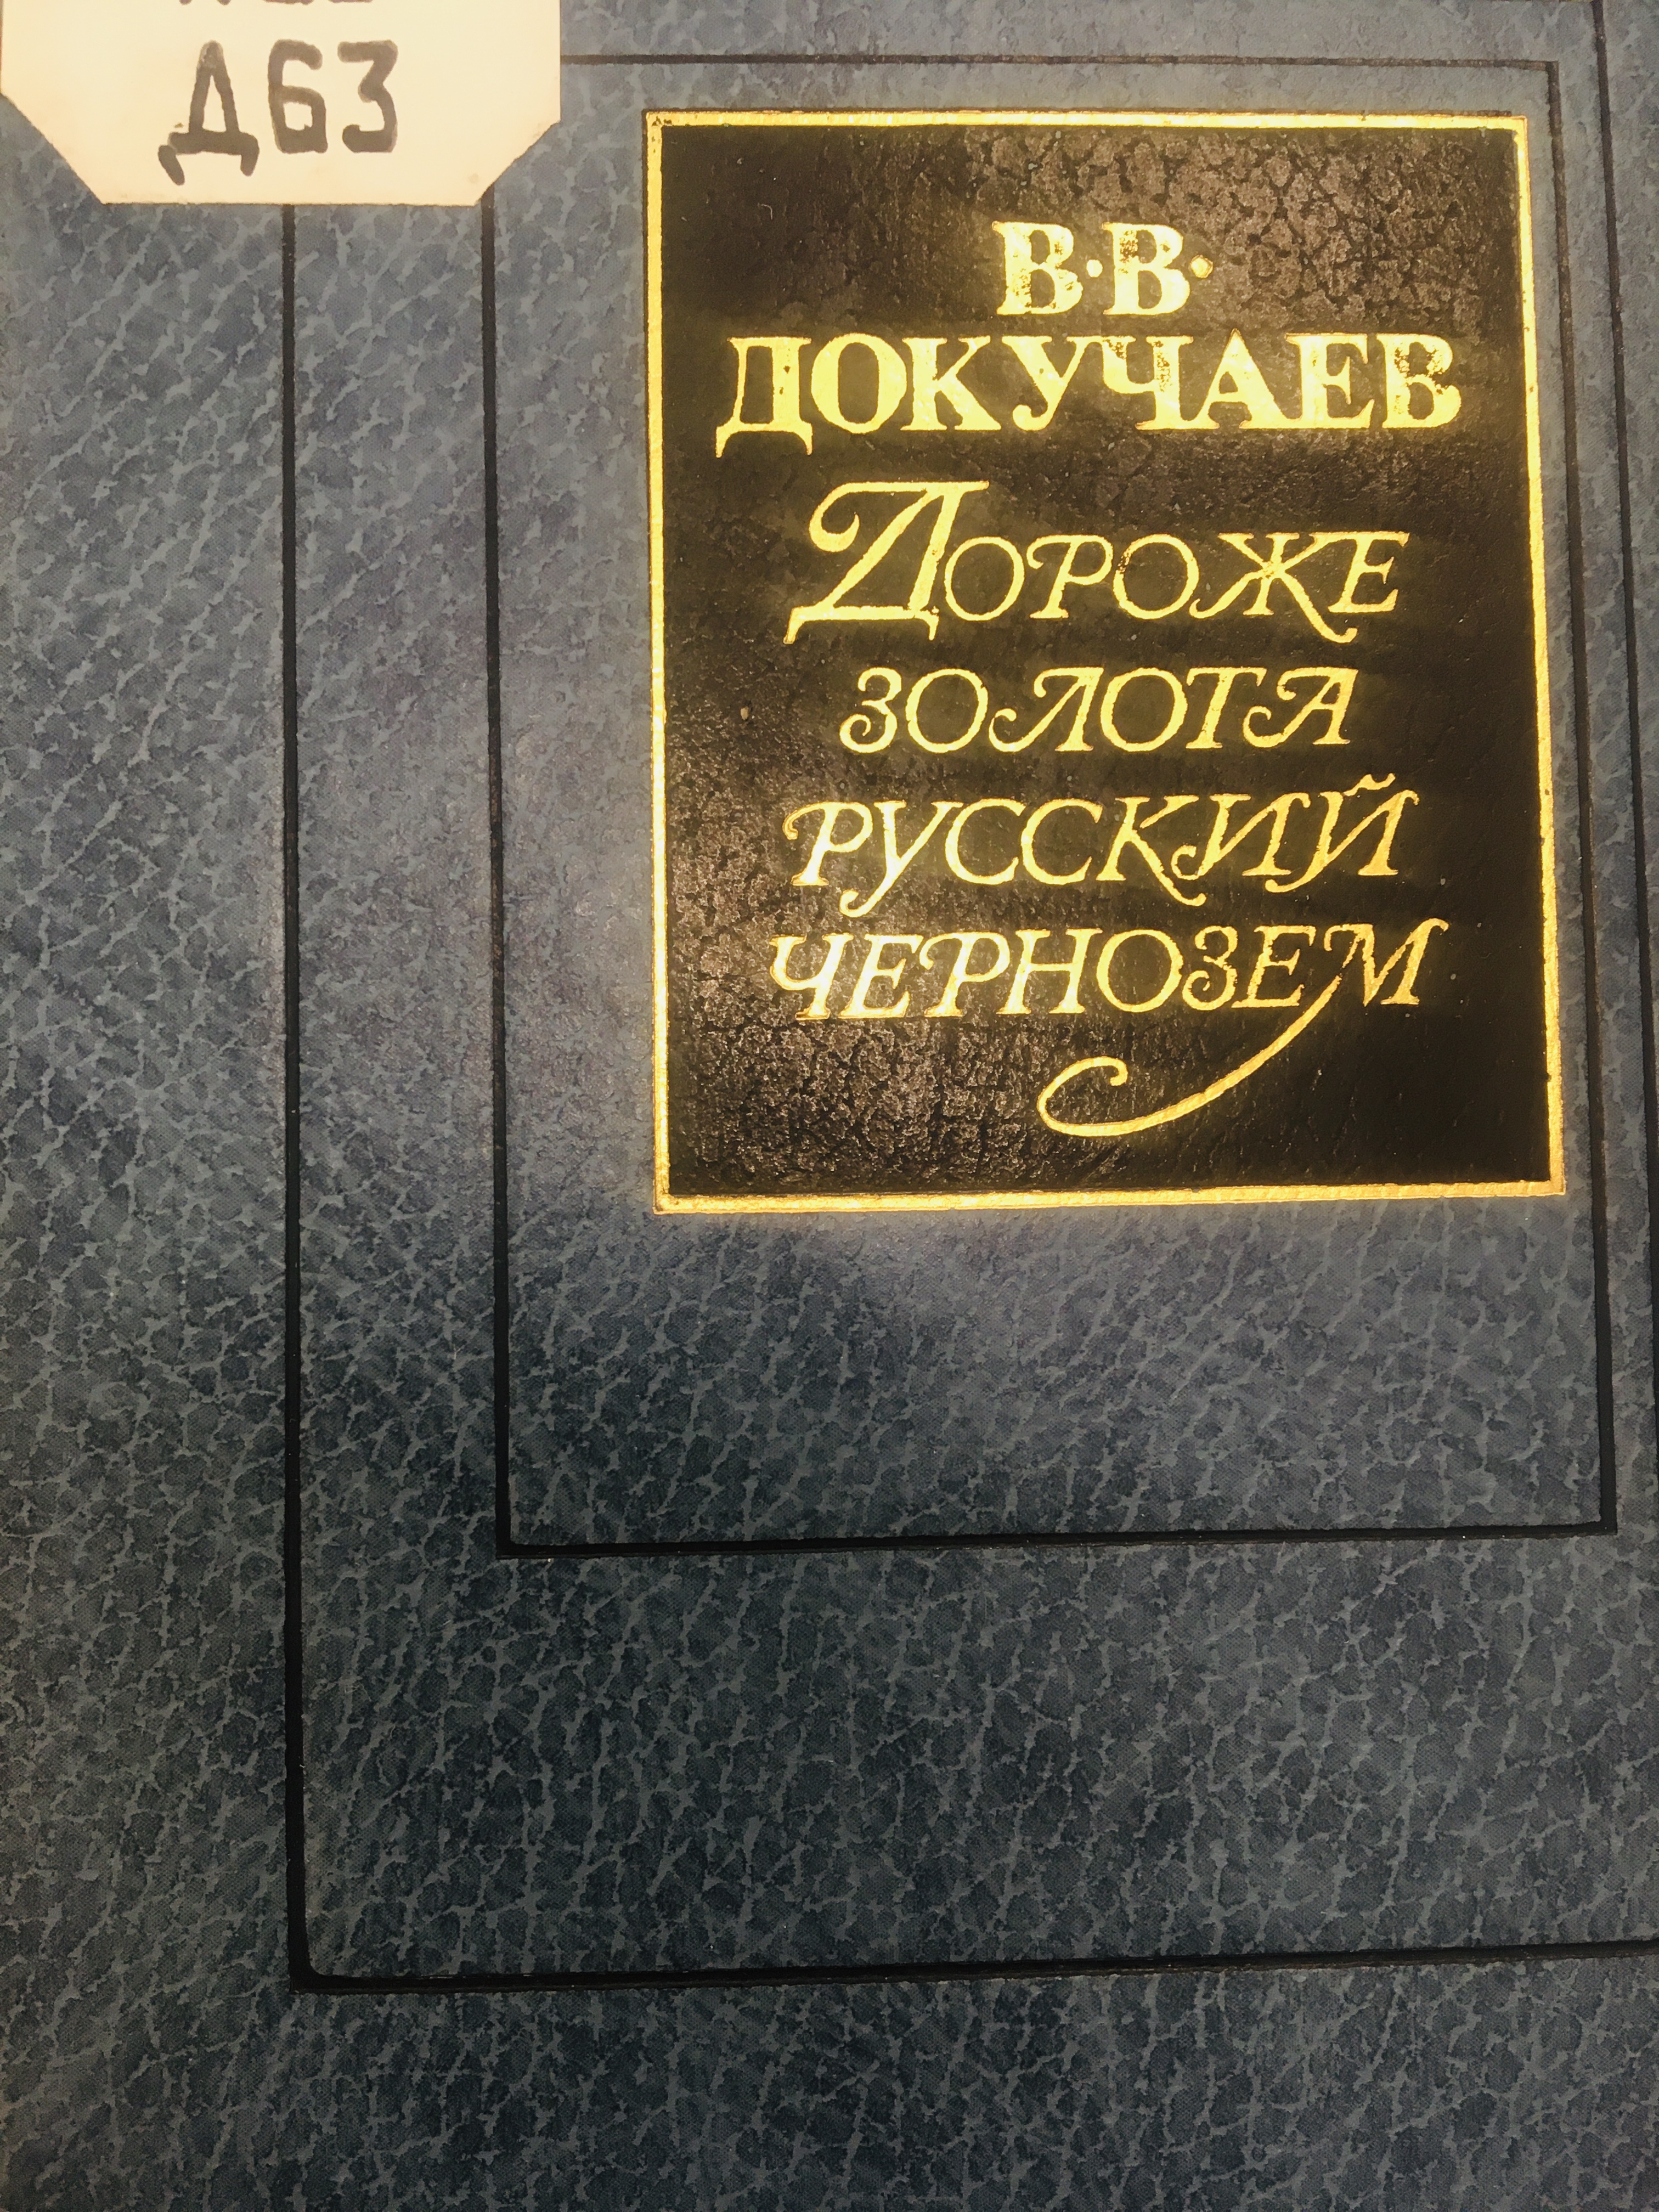 Д63
В·В·
ДОКУЧАЕВ
ДОРОЖЕ
ЗОЛОТА
РУССКИЙ
ЧЕРНОЗЕМ